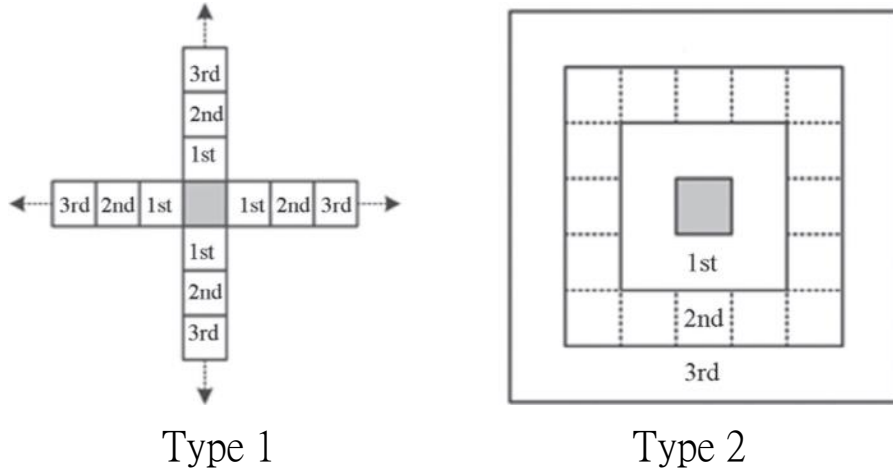 3rd
2nd
1st
3rd 2nd 1st 1st 2nd 3rd
1st
2nd
3rd
Type 1
1st
2nd
3rd
Type 2